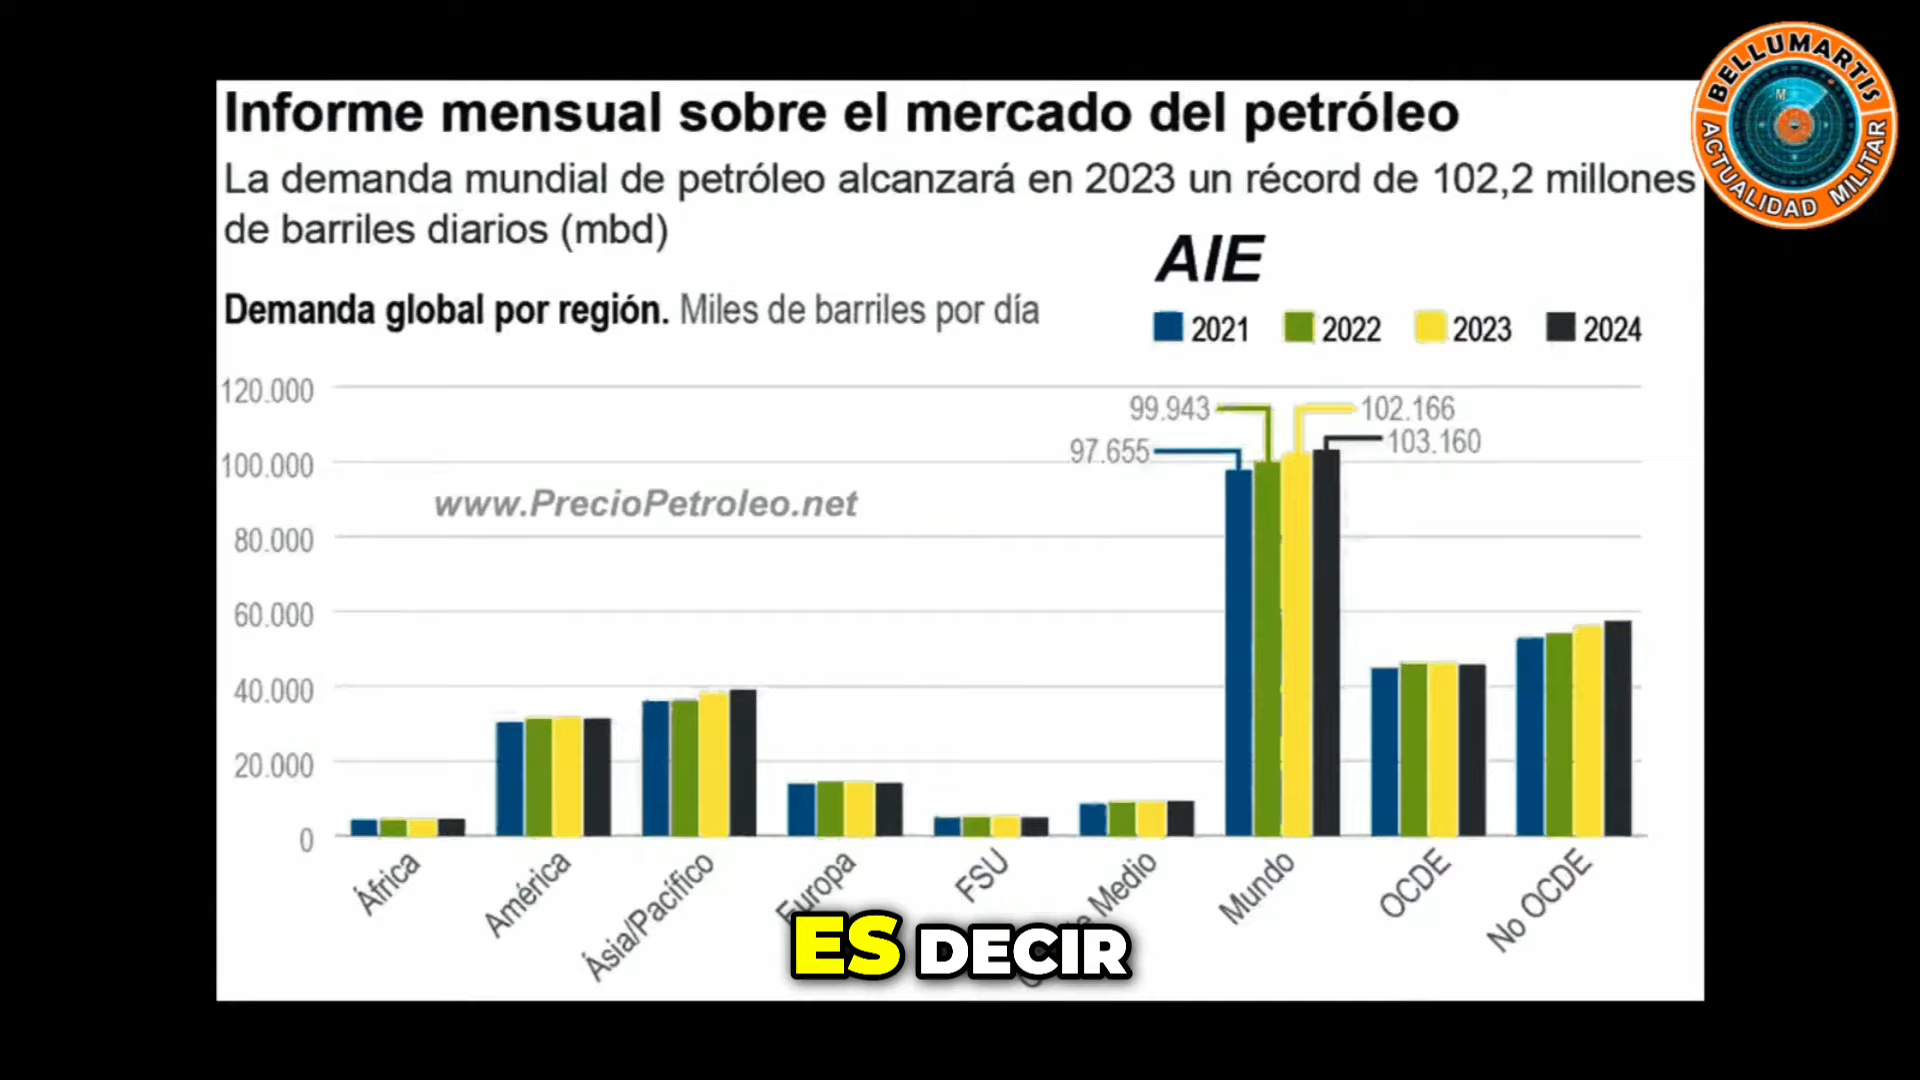 BELLUMARTIS
ACTUALIDAD MILITAR
M
Informe mensual sobre el mercado del petróleo
La demanda mundial de petróleo alcanzará en 2023 un récord de 102,2 millones
de barriles diarios (mbd)
AIE
Demanda global por región. Miles de barriles por día
2021 2022 2023 2024
120.000
99.943 102.166
97.655 103.160
100.000
www.PrecioPetroleo.net
80.000
60.000
40.000
20.000
0
África América Ásia/Pacífico Europa FSU Medio Mundo OCDE No OCDE
ES DECIR